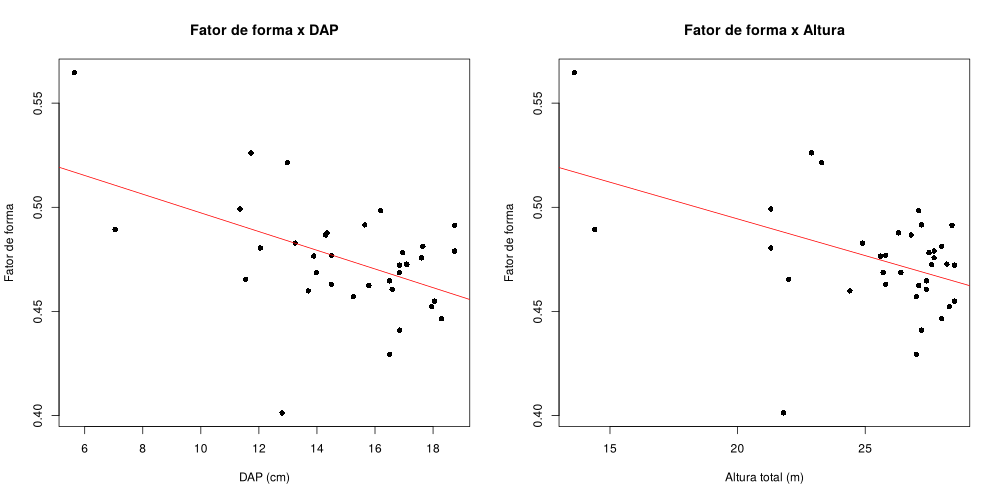 Fator de forma x DAP
Fator de forma
0.40
0.45
0.50
0.55
6 8 10 12 14 16 18
DAP (cm)
Fator de forma x Altura
Fator de forma
0.40
0.45
0.50
0.55
15 20 25
Altura total (m)